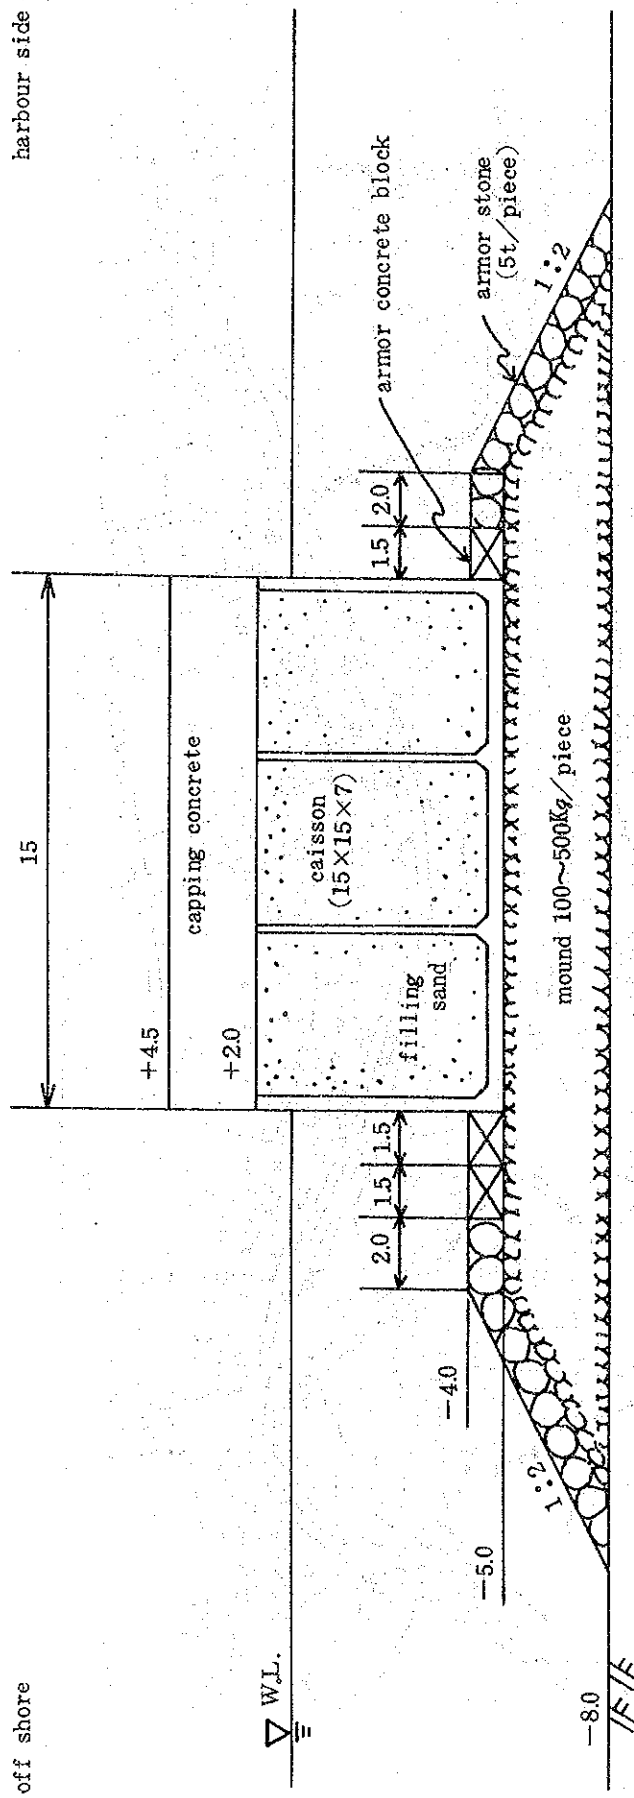 off shore
harbour side
15
+4.5
capping concrete
+2.0
W.L.
caisson
(15×15×7)
filling
sand
2.0
1.5
1.5
1.5
2.0
armor concrete block
armor stone
(5t/piece)
-4.0
1:2
1:2
-5.0
mound 100~500Kg/piece
-8.0